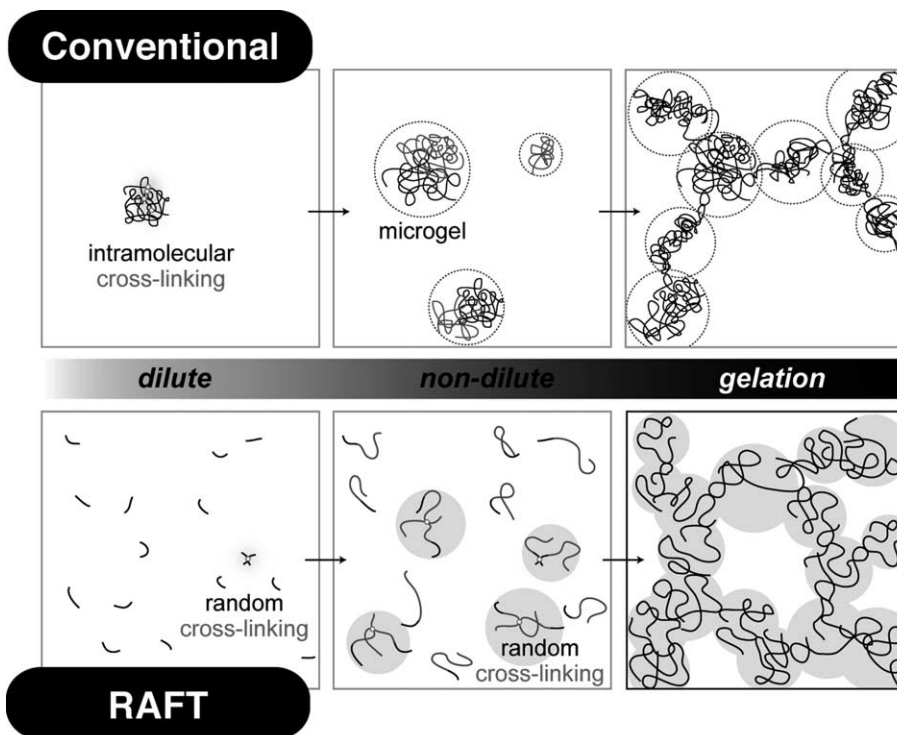 Conventional
intramolecular
cross-linking
microgel
dilute
non-dilute
gelation
random
cross-linking
random
cross-linking
RAFT